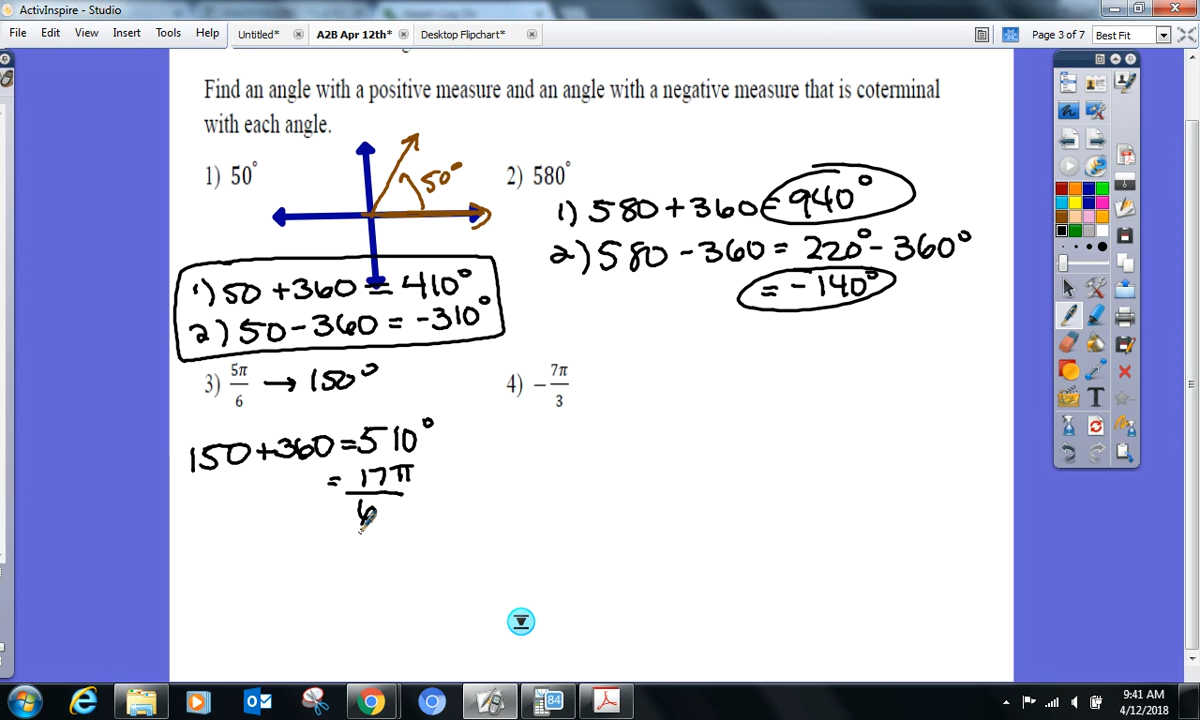 ActivInspire - Studio
File Edit View Insert Tools Help
Untitled* A2B Apr 12th* Desktop Flipchart*
Page 3 of 7 Best Fit
Find an angle with a positive measure and an angle with a negative measure that is coterminal
with each angle.
1) 50°
50°
1) 50 + 360 = 410°
2) 50 - 360 = -310°
2) 580°
1) 580 + 360 = 940°
2) 580 - 360 = 220° - 360°
= -140°
3) 5π/6 → 150°
150 + 360 = 510°
= 17π/6
4) -7π/3
84
9:41 AM
4/12/2018